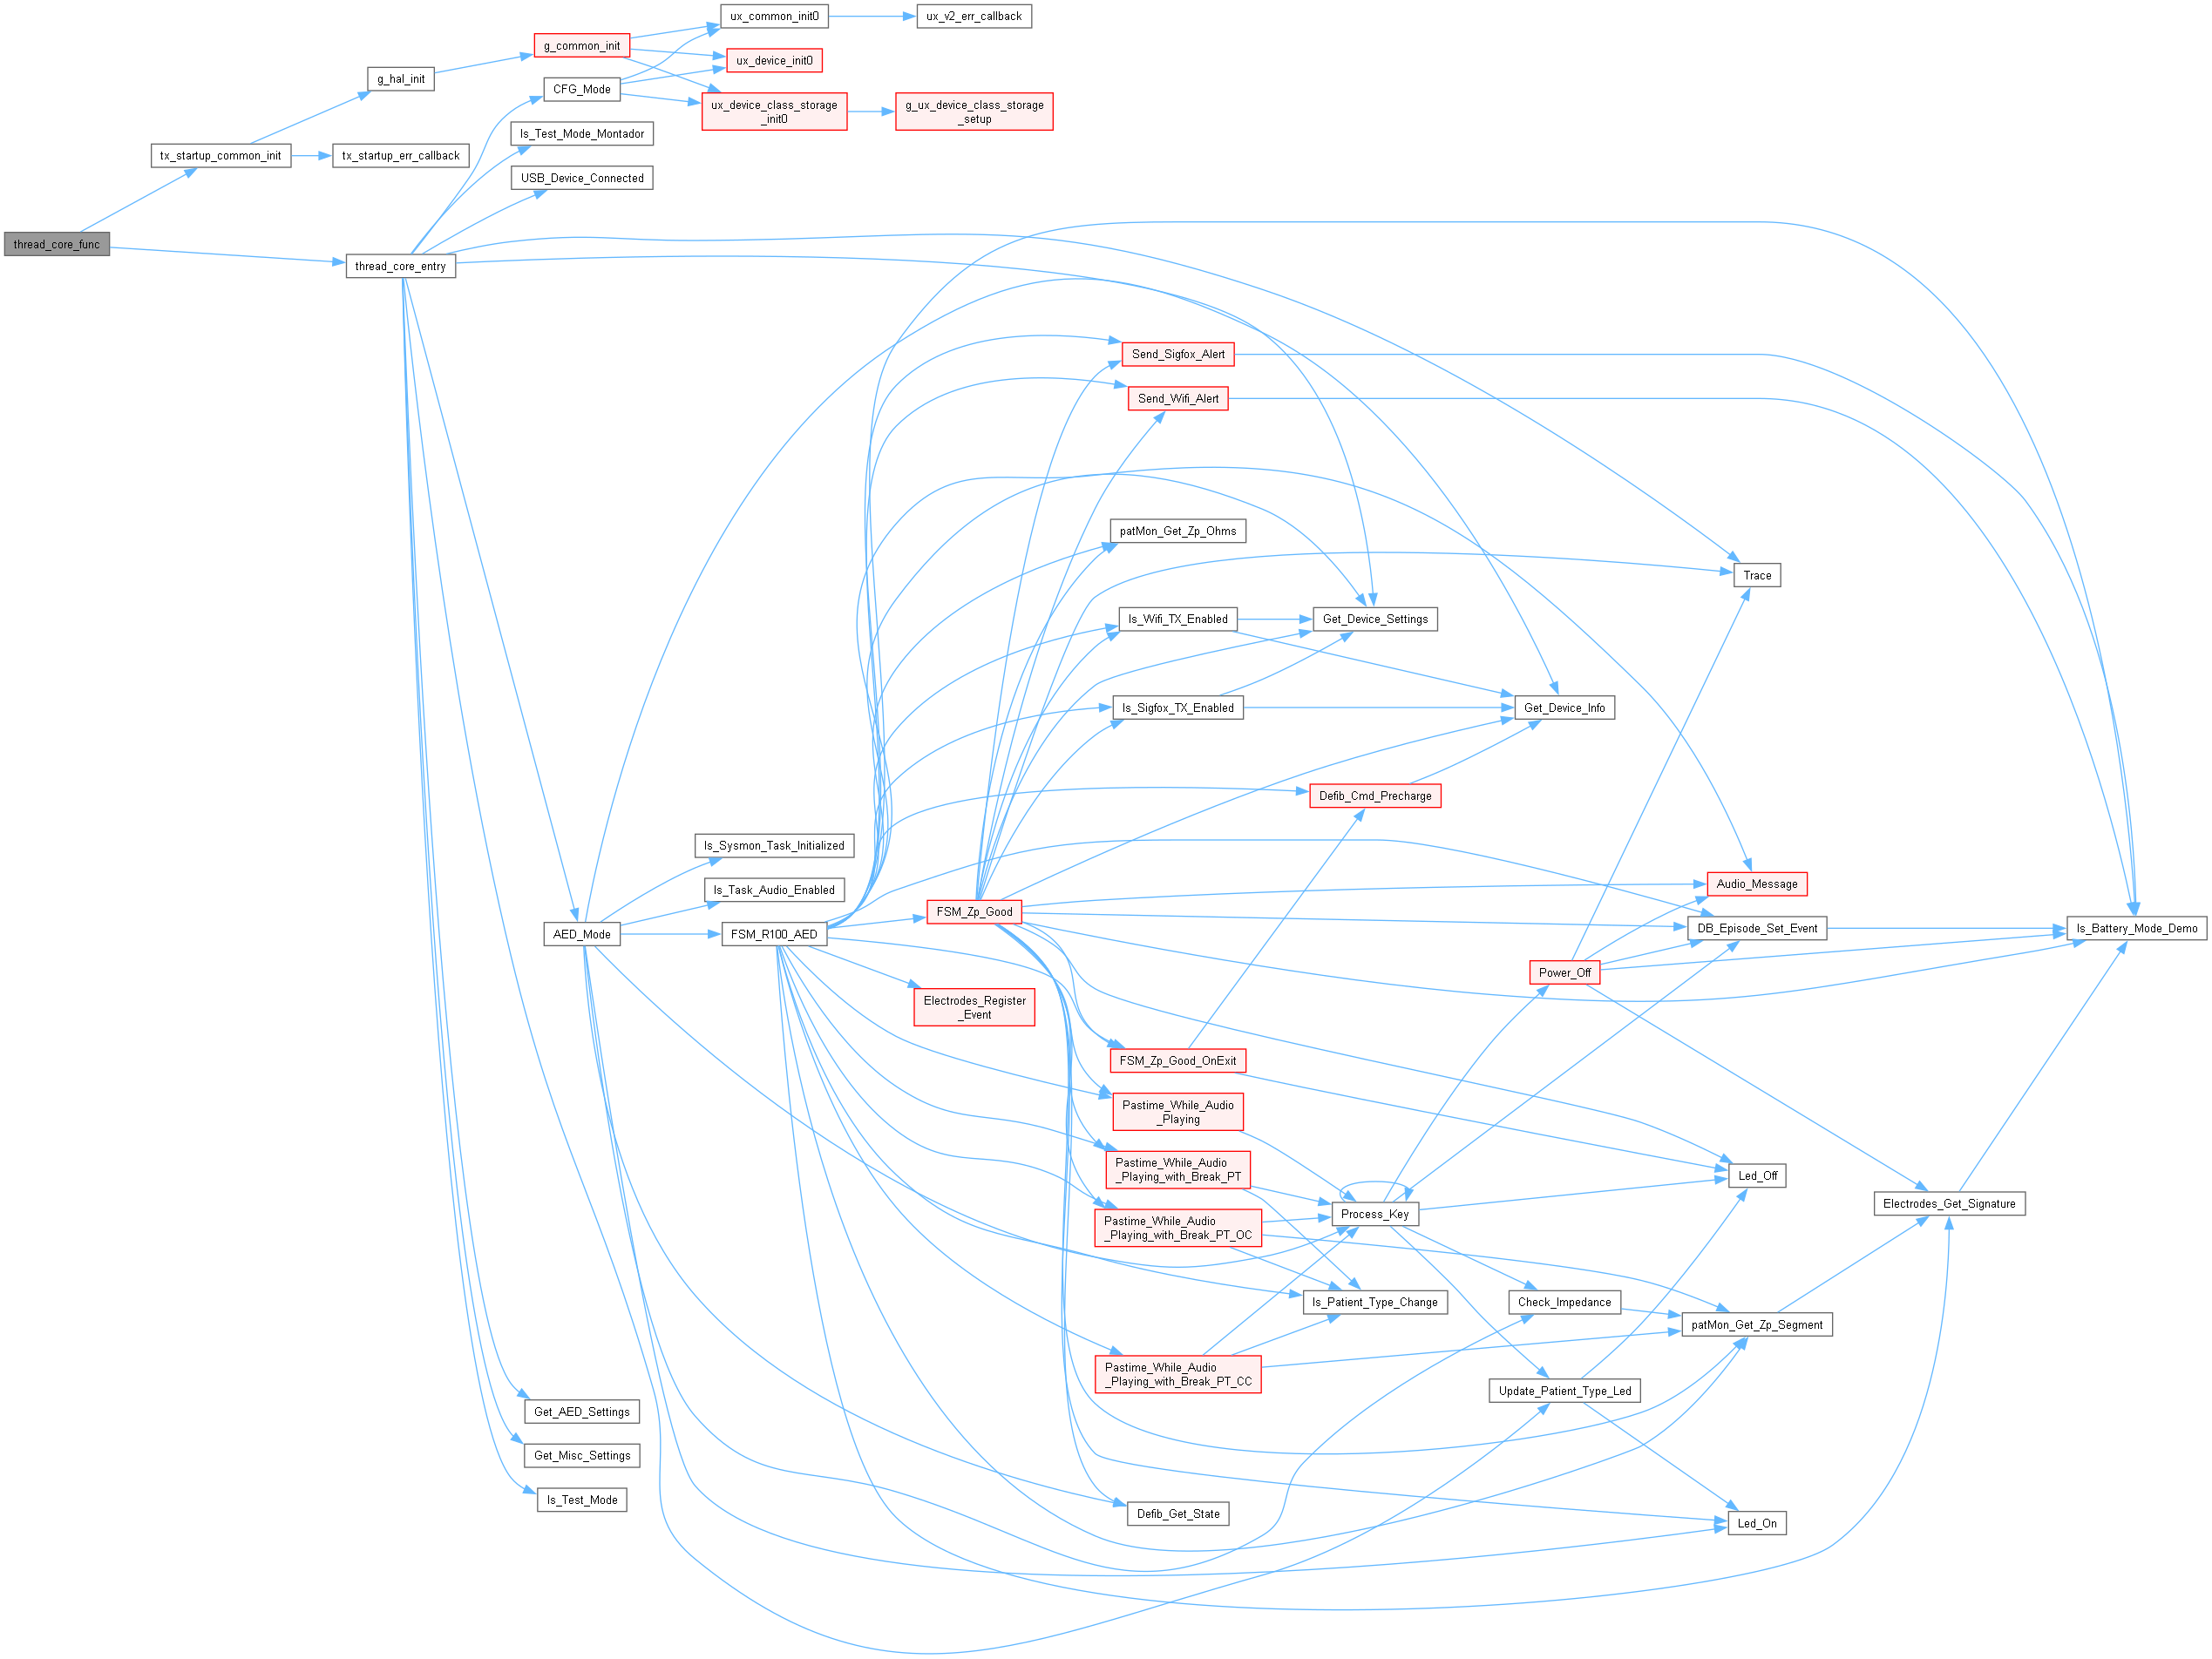 ux_common_init0
ux_v2_err_callback
g_common_init
ux_device_init0
g_hal_init
CFG_Mode
ux_device_class_storage
_init0
g_ux_device_class_storage
_setup
Is_Test_Mode_Montador
tx_startup_common_init
tx_startup_err_callback
USB_Device_Connected
thread_core_func
thread_core_entry
Send_Sigfox_Alert
Send_Wifi_Alert
patMon_Get_Zp_Ohms
Trace
Is_Wifi_TX_Enabled
Get_Device_Settings
Is_Sigfox_TX_Enabled
Get_Device_Info
Defib_Cmd_Precharge
Is_Sysmon_Task_Initialized
Is_Task_Audio_Enabled
Audio_Message
FSM_Zp_Good
AED_Mode
FSM_R100_AED
DB_Episode_Set_Event
Is_Battery_Mode_Demo
Power_Off
Electrodes_Register
_Event
FSM_Zp_Good_OnExit
Pastime_While_Audio
_Playing
Pastime_While_Audio
_Playing_with_Break_PT
Led_Off
Electrodes_Get_Signature
Process_Key
Pastime_While_Audio
_Playing_with_Break_PT_OC
Is_Patient_Type_Change
Check_Impedance
patMon_Get_Zp_Segment
Pastime_While_Audio
_Playing_with_Break_PT_CC
Update_Patient_Type_Led
Get_AED_Settings
Get_Misc_Settings
Is_Test_Mode
Defib_Get_State
Led_On